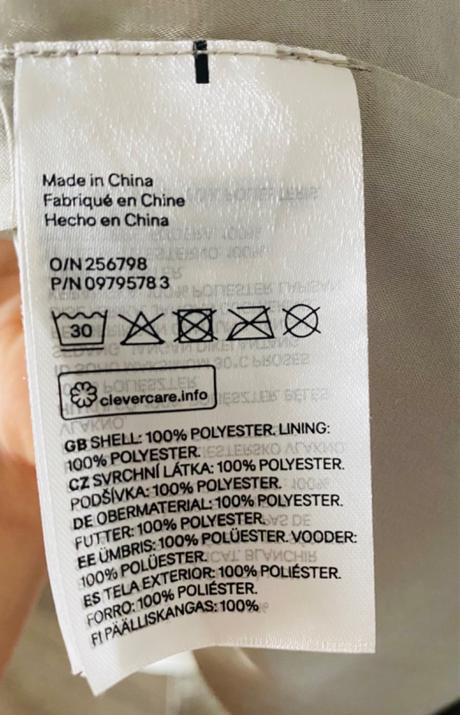 Made in China
Fabriqué en Chine
Hecho en China
O/N 256798
P/N 0979578 3
30
clevercare.info
GB SHELL: 100% POLYESTER. LINING:
100% POLYESTER.
CZ SVRCHNÍ LÁTKA: 100% POLYESTER.
PODŠÍVKA: 100% POLYESTER.
DE OBERMATERIAL: 100% POLYESTER.
FUTTER: 100% POLYESTER.
EE ÜMBRIS: 100% POLÜESTER. VOODER:
100% POLÜESTER.
ES TELA EXTERIOR: 100% POLIÉSTER.
FORRO: 100% POLIÉSTER.
FI PÄÄLLISKANGAS: 100%